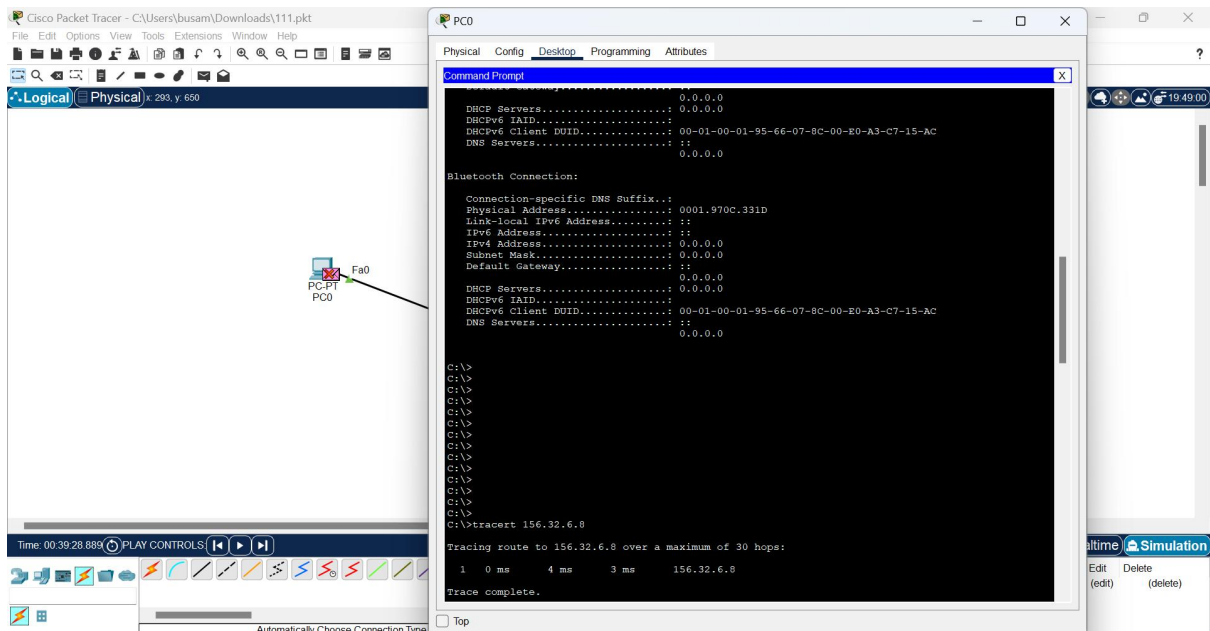 Cisco Packet Tracer - C:\Users\busam\Downloads\111.pkt
File Edit Options View Tools Extensions Window Help
Logical Physical x: 293, y: 650
Fa0
PC-PT
PC0
Time: 00:39:28.889 PLAY CONTROLS:
Automatically Choose Connection Type
PC0
Physical Config Desktop Programming Attributes
Command Prompt X
0.0.0.0
DHCP Servers.....................: 0.0.0.0
DHCPv6 IAID......................:
DHCPv6 Client DUID...............: 00-01-00-01-95-66-07-8C-00-E0-A3-C7-15-AC
DNS Servers......................: ::
0.0.0.0
Bluetooth Connection:
Connection-specific DNS Suffix..:
Physical Address................: 0001.970C.331D
Link-local IPv6 Address.........: ::
IPv6 Address....................: ::
IPv4 Address....................: 0.0.0.0
Subnet Mask.....................: 0.0.0.0
Default Gateway.................: ::
0.0.0.0
DHCP Servers....................: 0.0.0.0
DHCPv6 IAID.....................:
DHCPv6 Client DUID..............: 00-01-00-01-95-66-07-8C-00-E0-A3-C7-15-AC
DNS Servers.....................: ::
0.0.0.0
C:\>
C:\>
C:\>
C:\>
C:\>
C:\>
C:\>
C:\>
C:\>
C:\>
C:\>
C:\>
C:\>
C:\>
C:\>tracert 156.32.6.8
Tracing route to 156.32.6.8 over a maximum of 30 hops:
1 0 ms 4 ms 3 ms 156.32.6.8
Trace complete.
Top
?
19:49:00
Simulation
Edit Delete
(edit) (delete)